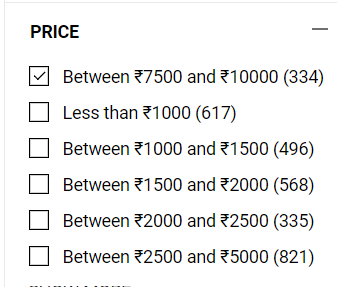 PRICE
Between ₹7500 and ₹10000 (334)
Less than ₹1000 (617)
Between ₹1000 and ₹1500 (496)
Between ₹1500 and ₹2000 (568)
Between ₹2000 and ₹2500 (335)
Between ₹2500 and ₹5000 (821)